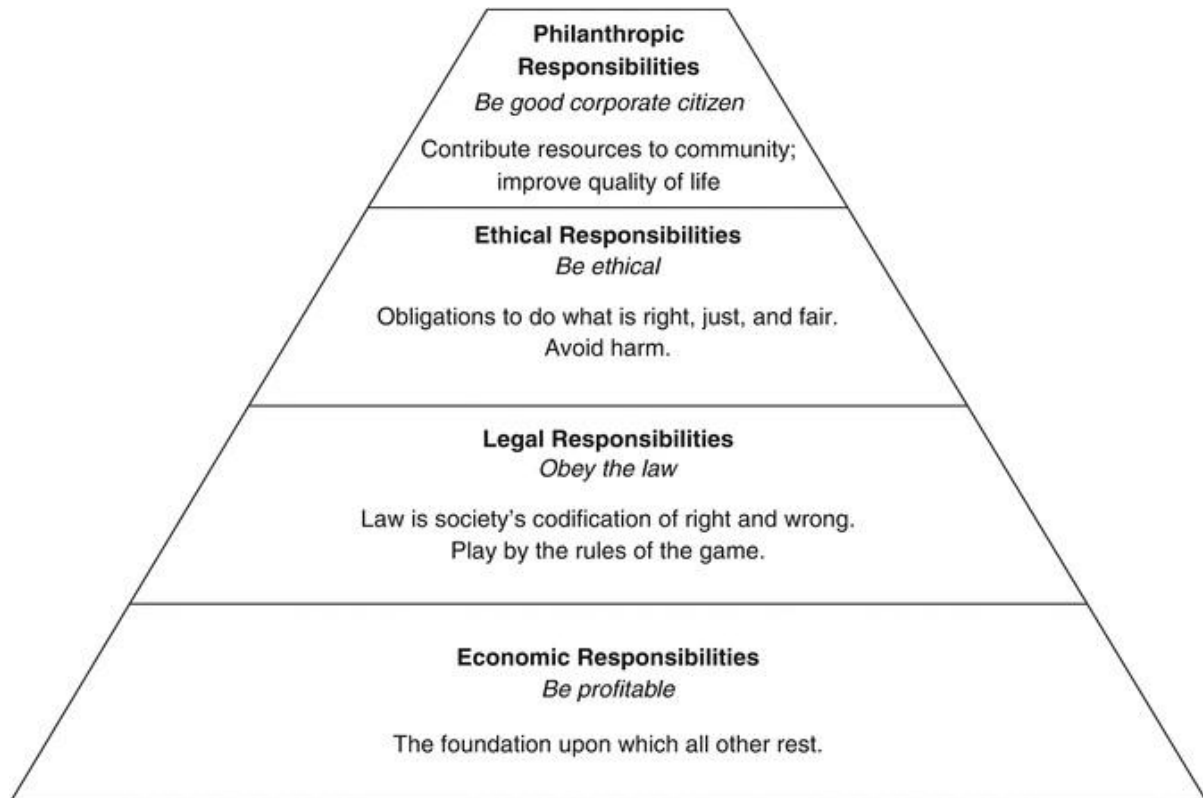 Philanthropic
Responsibilities
Be good corporate citizen
Contribute resources to community;
improve quality of life
Ethical Responsibilities
Be ethical
Obligations to do what is right, just, and fair.
Avoid harm.
Legal Responsibilities
Obey the law
Law is society’s codification of right and wrong.
Play by the rules of the game.
Economic Responsibilities
Be profitable
The foundation upon which all other rest.